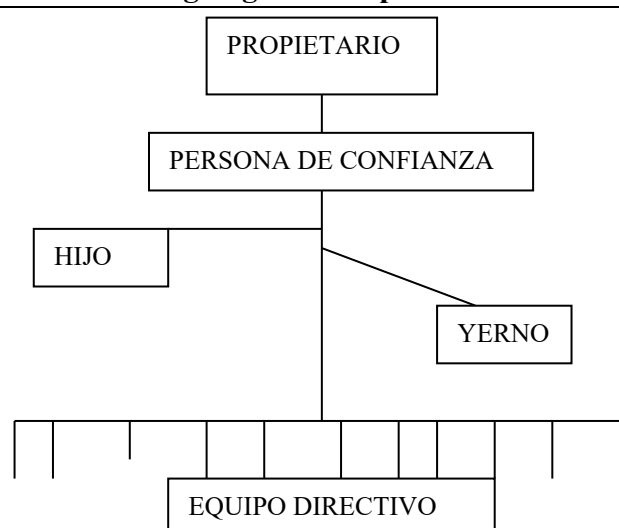 PROPIETARIO
PERSONA DE CONFIANZA
HIJO
YERNO
EQUIPO DIRECTIVO